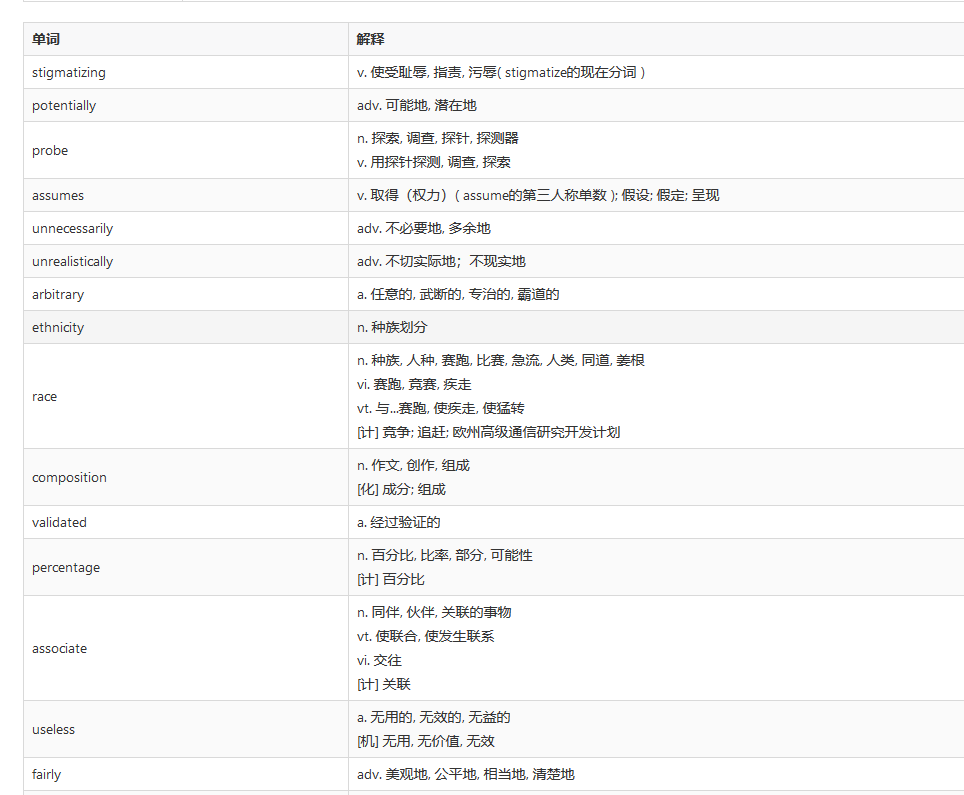 单词 解释
stigmatizing v. 使受耻辱, 指责, 污辱( stigmatize的现在分词 )
potentially adv. 可能地, 潜在地
probe n. 探索, 调查, 探针, 探测器
v. 用探针探测, 调查, 探索
assumes v. 取得（权力）( assume的第三人称单数 ); 假设; 假定; 呈现
unnecessarily adv. 不必要地, 多余地
unrealistically adv. 不切实际地；不现实地
arbitrary a. 任意的, 武断的, 专治的, 霸道的
ethnicity n. 种族划分
race n. 种族, 人种, 赛跑, 比赛, 急流, 人类, 同道, 姜根
vi. 赛跑, 竞赛, 疾走
vt. 与...赛跑, 使疾走, 使猛转
[计] 竞争; 追赶; 欧州高级通信研究开发计划
composition n. 作文, 创作, 组成
[化] 成分; 组成
validated a. 经过验证的
percentage n. 百分比, 比率, 部分, 可能性
[计] 百分比
associate n. 同伴, 伙伴, 关联的事物
vt. 使联合, 使发生联系
vi. 交往
[计] 关联
useless a. 无用的, 无效的, 无益的
[机] 无用, 无价值, 无效
fairly adv. 美观地, 公平地, 相当地, 清楚地